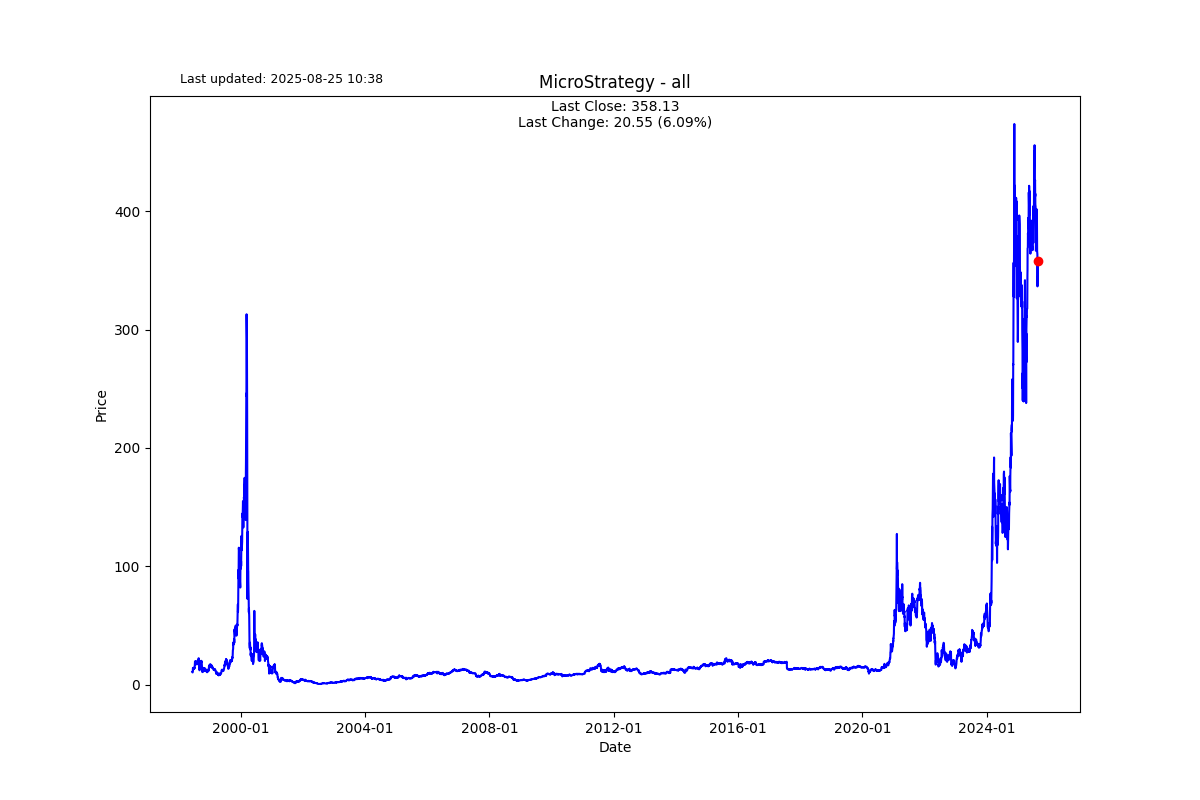 Last updated: 2025-08-25 10:38
MicroStrategy - all
Last Close: 358.13
Last Change: 20.55 (6.09%)
400
300
200
100
0
Price
2000-01
2004-01
2008-01
2012-01
2016-01
2020-01
2024-01
Date